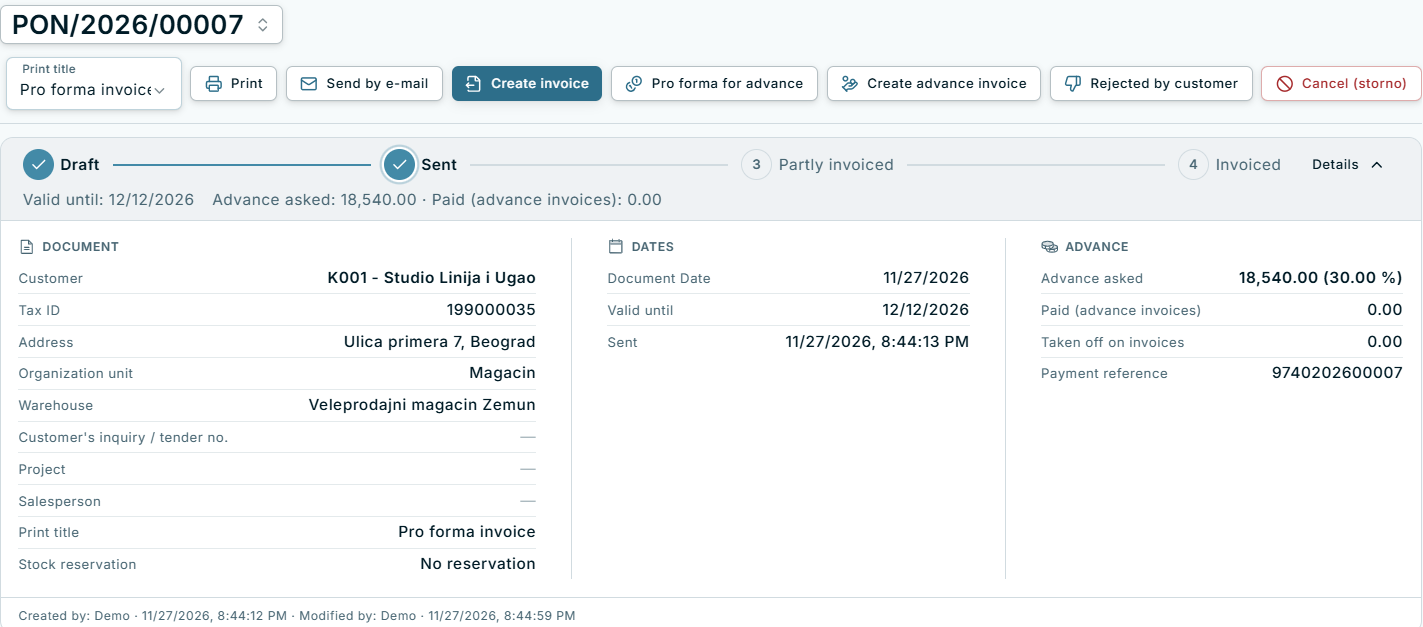 PON/2026/00007
Print title
Pro forma invoice
Print
Send by e-mail
Create invoice
Pro forma for advance
Create advance invoice
Rejected by customer
Cancel (storno)
Draft
Sent
3 Partly invoiced
4 Invoiced
Details
Valid until: 12/12/2026 Advance asked: 18,540.00 · Paid (advance invoices): 0.00
DOCUMENT
Customer K001 - Studio Linija i Ugao
Tax ID 199000035
Address Ulica primera 7, Beograd
Organization unit Magacin
Warehouse Veleprodajni magacin Zemun
Customer's inquiry / tender no. —
Project —
Salesperson —
Print title Pro forma invoice
Stock reservation No reservation
DATES
Document Date 11/27/2026
Valid until 12/12/2026
Sent 11/27/2026, 8:44:13 PM
ADVANCE
Advance asked 18,540.00 (30.00 %)
Paid (advance invoices) 0.00
Taken off on invoices 0.00
Payment reference 9740202600007
Created by: Demo · 11/27/2026, 8:44:12 PM · Modified by: Demo · 11/27/2026, 8:44:59 PM